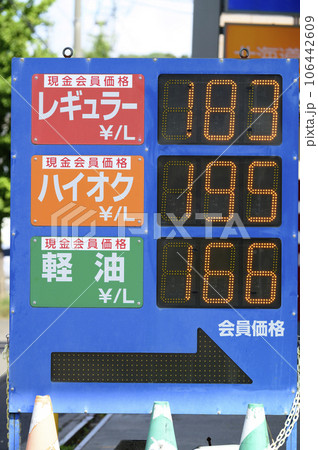 現金会員価格
レギュラー
¥/L
183
現金会員価格
ハイオク
¥/L
195
現金会員価格
軽油
¥/L
166
会員価格
PIXTA
106442609